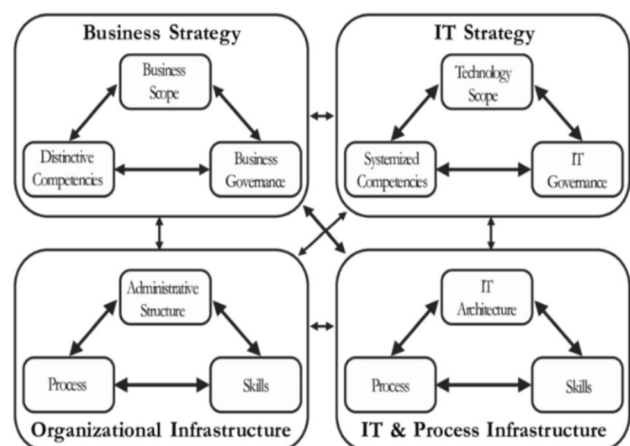 Business Strategy
IT Strategy
Business
Scope
Technology
Scope
Distinctive
Competencies
Business
Governance
Systemized
Competencies
IT
Governance
Administrative
Structure
IT
Architecture
Process
Skills
Process
Skills
Organizational Infrastructure
IT & Process Infrastructure